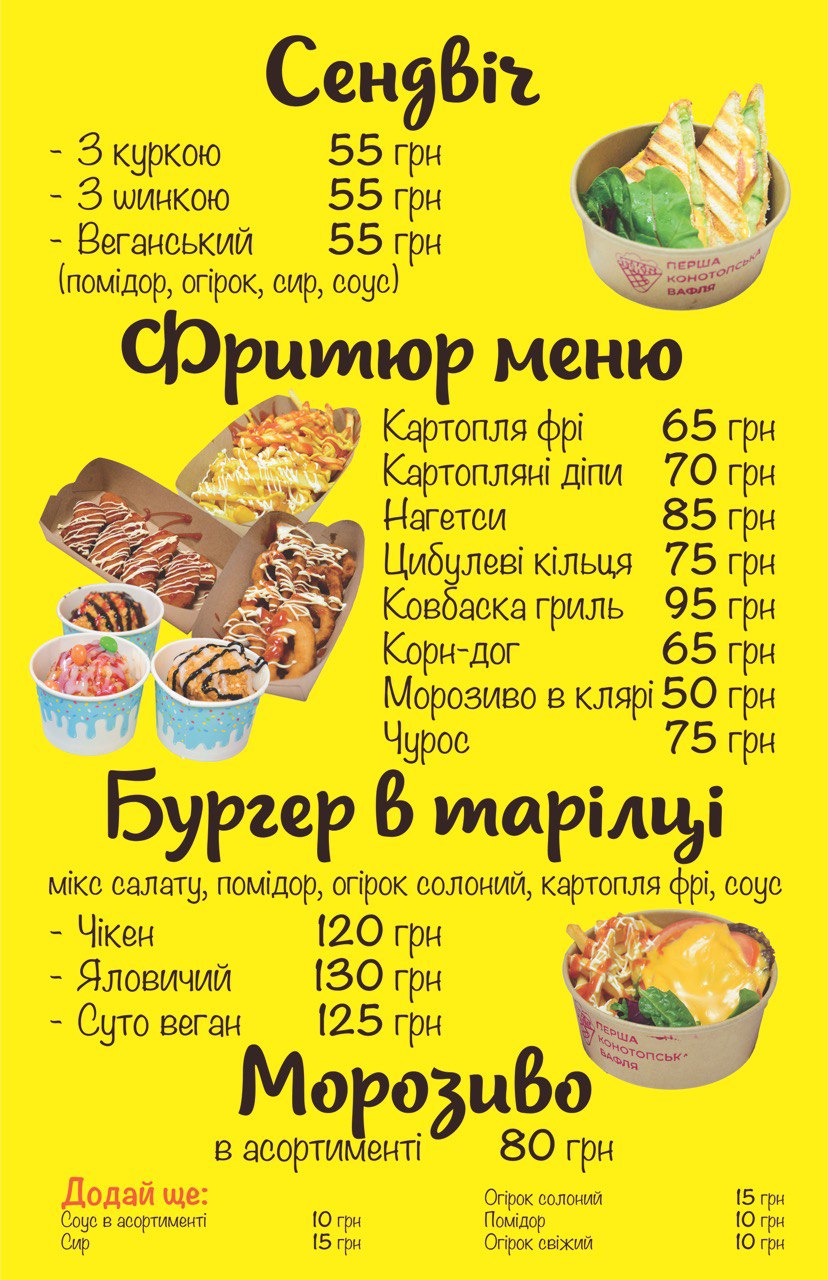 Сендвіч
- З куркою 55 грн
- З шинкою 55 грн
- Веганський 55 грн
(помідор, огірок, сир, соус)
ПЕРША
КОНОТОПСЬКА
ВАФЛЯ
Фритюр меню
Картопля фрі 65 грн
Картопляні діпи 70 грн
Нагетси 85 грн
Цибулеві кільця 75 грн
Ковбаска гриль 95 грн
Корн-дог 65 грн
Морозиво в клярі 50 грн
Чурос 75 грн
Бургер в тарілці
мікс салату, помідор, огірок солоний, картопля фрі, соус
- Чікен 120 грн
- Яловичий 130 грн
- Суто веган 125 грн
ПЕРША
КОНОТОПСЬК
ВАФЛЯ
Морозиво
в асортименті 80 грн
Додай ще:
Соус в асортименті 10 грн
Сир 15 грн
Огірок солоний 15 грн
Помідор 10 грн
Огірок свіжий 10 грн